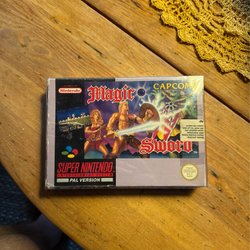 Nintendo
Magic
CAPCOM
Sword
SUPER NINTENDO
ENTERTAINMENT SYSTEM
PAL VERSION